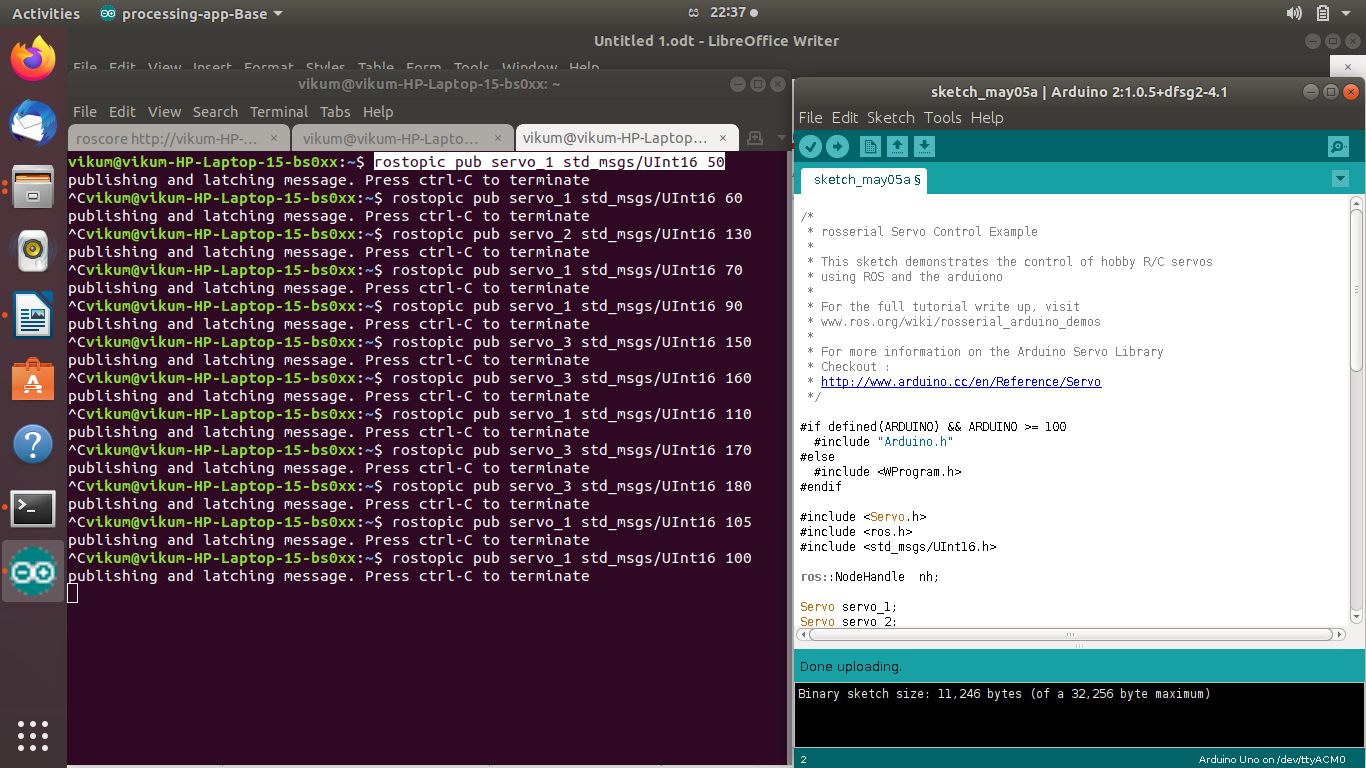 Activities
processing-app-Base
ස 22:37
Untitled 1.odt - LibreOffice Writer
File Edit View Insert Format Styles Table Form Tools Window Help
vikum@vikum-HP-Laptop-15-bs0xx: ~
File Edit View Search Terminal Tabs Help
roscore http://vikum-HP-... × vikum@vikum-HP-Lapto... × vikum@vikum-HP-Laptop... ×
vikum@vikum-HP-Laptop-15-bs0xx:~$ rostopic pub servo_1 std_msgs/UInt16 50
publishing and latching message. Press ctrl-C to terminate
^Cvikum@vikum-HP-Laptop-15-bs0xx:~$ rostopic pub servo_1 std_msgs/UInt16 60
publishing and latching message. Press ctrl-C to terminate
^Cvikum@vikum-HP-Laptop-15-bs0xx:~$ rostopic pub servo_2 std_msgs/UInt16 130
publishing and latching message. Press ctrl-C to terminate
^Cvikum@vikum-HP-Laptop-15-bs0xx:~$ rostopic pub servo_1 std_msgs/UInt16 70
publishing and latching message. Press ctrl-C to terminate
^Cvikum@vikum-HP-Laptop-15-bs0xx:~$ rostopic pub servo_1 std_msgs/UInt16 90
publishing and latching message. Press ctrl-C to terminate
^Cvikum@vikum-HP-Laptop-15-bs0xx:~$ rostopic pub servo_3 std_msgs/UInt16 150
publishing and latching message. Press ctrl-C to terminate
^Cvikum@vikum-HP-Laptop-15-bs0xx:~$ rostopic pub servo_3 std_msgs/UInt16 160
publishing and latching message. Press ctrl-C to terminate
^Cvikum@vikum-HP-Laptop-15-bs0xx:~$ rostopic pub servo_1 std_msgs/UInt16 110
publishing and latching message. Press ctrl-C to terminate
^Cvikum@vikum-HP-Laptop-15-bs0xx:~$ rostopic pub servo_3 std_msgs/UInt16 170
publishing and latching message. Press ctrl-C to terminate
^Cvikum@vikum-HP-Laptop-15-bs0xx:~$ rostopic pub servo_3 std_msgs/UInt16 180
publishing and latching message. Press ctrl-C to terminate
^Cvikum@vikum-HP-Laptop-15-bs0xx:~$ rostopic pub servo_1 std_msgs/UInt16 105
publishing and latching message. Press ctrl-C to terminate
^Cvikum@vikum-HP-Laptop-15-bs0xx:~$ rostopic pub servo_1 std_msgs/UInt16 100
publishing and latching message. Press ctrl-C to terminate
sketch_may05a | Arduino 2:1.0.5+dfsg2-4.1
File Edit Sketch Tools Help
sketch_may05a §
/*
* rosserial Servo Control Example
*
* This sketch demonstrates the control of hobby R/C servos
* using ROS and the arduiono
*
* For the full tutorial write up, visit
* www.ros.org/wiki/rosserial_arduino_demos
*
* For more information on the Arduino Servo Library
* Checkout :
* http://www.arduino.cc/en/Reference/Servo
*/
#if defined(ARDUINO) && ARDUINO >= 100
#include "Arduino.h"
#else
#include <WProgram.h>
#endif
#include <Servo.h>
#include <ros.h>
#include <std_msgs/UInt16.h>
ros::NodeHandle nh;
Servo servo_1;
Servo servo_2;
Done uploading.
Binary sketch size: 11,246 bytes (of a 32,256 byte maximum)
2
Arduino Uno on /dev/ttyACM0